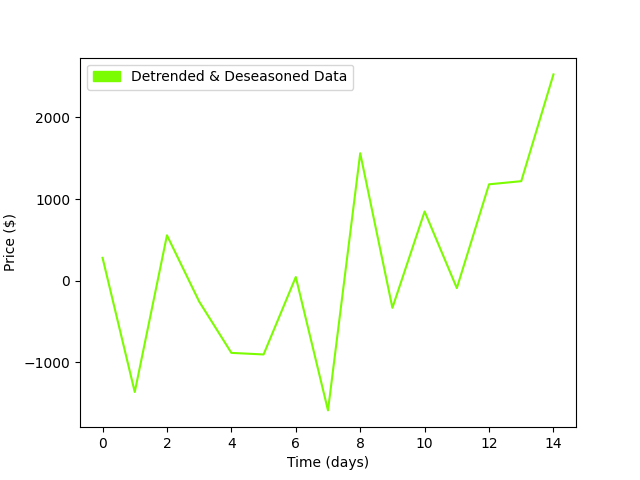 Detrended & Deseasoned Data
2000
1000
0
−1000
Price ($)
0 2 4 6 8 10 12 14
Time (days)